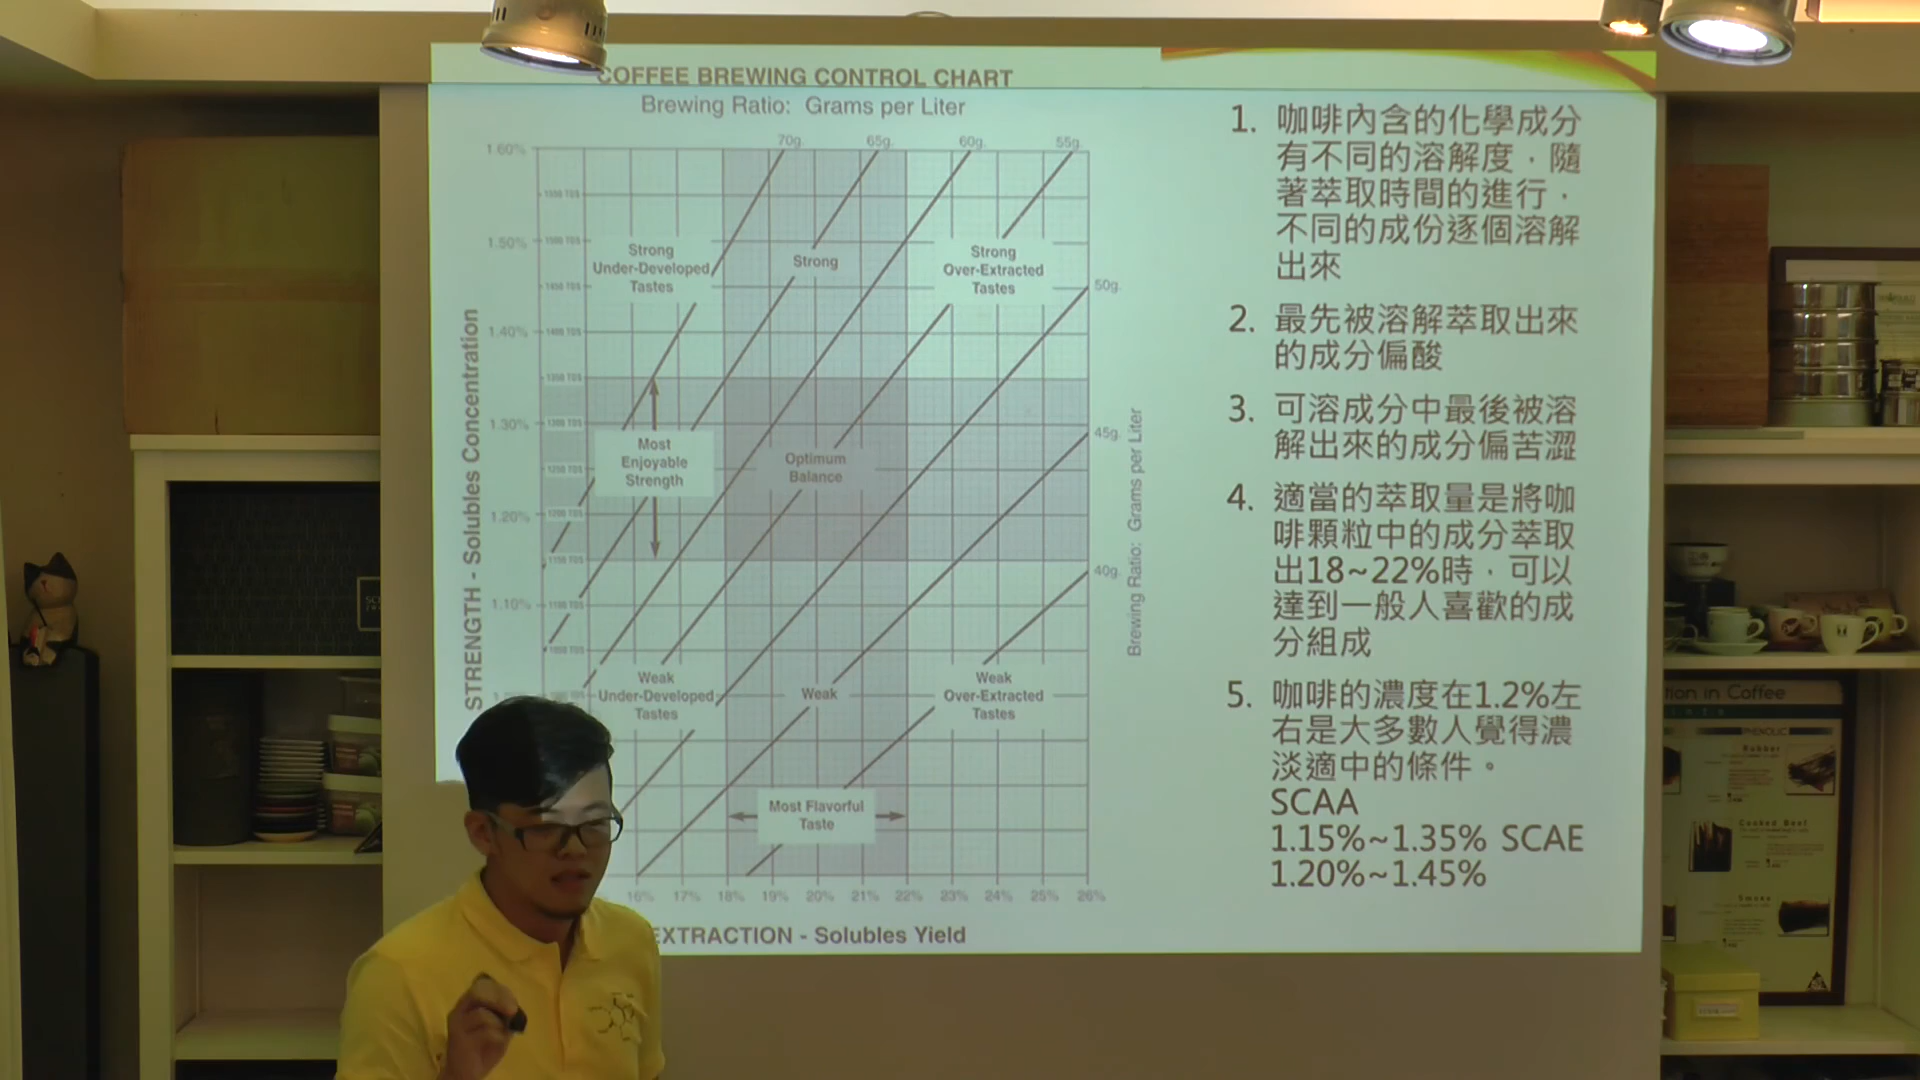 COFFEE BREWING CONTROL CHART
Brewing Ratio: Grams per Liter
70g.
65g.
60g.
55g.
50g.
45g.
40g.
1.60%
1.50%
1.40%
1.30%
1.20%
1.10%
STRENGTH - Solubles Concentration
Strong
Under-Developed
Tastes
Strong
Strong
Over-Extracted
Tastes
Most
Enjoyable
Strength
Optimum
Balance
Weak
Under-Developed
Tastes
Weak
Weak
Over-Extracted
Tastes
Most Flavorful
Taste
Brewing Ratio: Grams per Liter
16%
17%
18%
19%
20%
21%
22%
23%
24%
25%
26%
EXTRACTION - Solubles Yield
1. 咖啡內含的化學成分
有不同的溶解度，隨
著萃取時間的進行，
不同的成份逐個溶解
出來
2. 最先被溶解萃取出來
的成分偏酸
3. 可溶成分中最後被溶
解出來的成分偏苦澀
4. 適當的萃取量是將咖
啡顆粒中的成分萃取
出18~22%時，可以
達到一般人喜歡的成
分組成
5. 咖啡的濃度在1.2%左
右是大多數人覺得濃
淡適中的條件。
SCAA
1.15%~1.35% SCAE
1.20%~1.45%
tion in Coffee
PHENOLIC
Rubber
Cooked Beef
Smoke